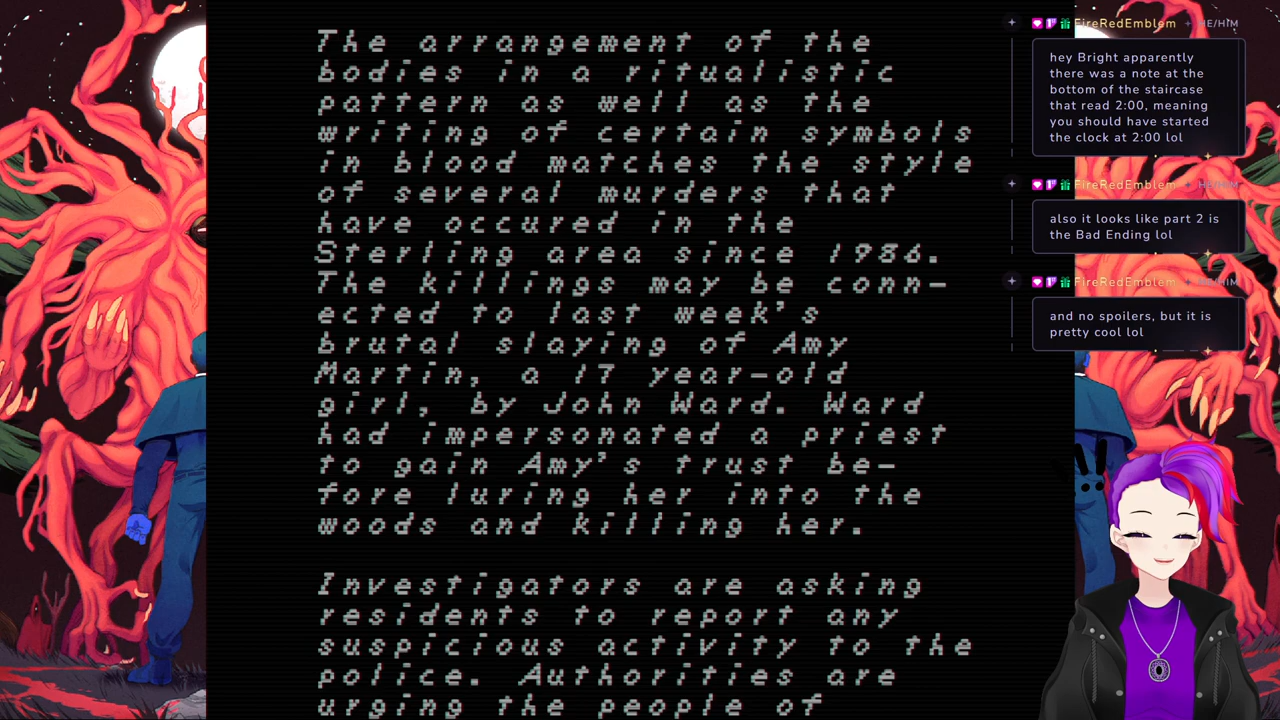 The arrangement of the
bodies in a ritualistic
pattern as well as the
writing of certain symbols
in blood matches the style
of several murders that
have occured in the
Sterling area since 1986.
The killings may be conn-
ected to last week's
brutal slaying of Amy
Martin, a 17 year-old
girl, by John Ward. Ward
had impersonated a priest
to gain Amy's trust be-
fore luring her into the
woods and killing her.
Investigators are asking
residents to report any
suspicious activity to the
police. Authorities are
urging the people of
FireRedEmblem HE/HIM
hey Bright apparently
there was a note at the
bottom of the staircase
that read 2:00, meaning
you should have started
the clock at 2:00 lol
FireRedEmblem HE/HIM
also it looks like part 2 is
the Bad Ending lol
FireRedEmblem HE/HIM
and no spoilers, but it is
pretty cool lol